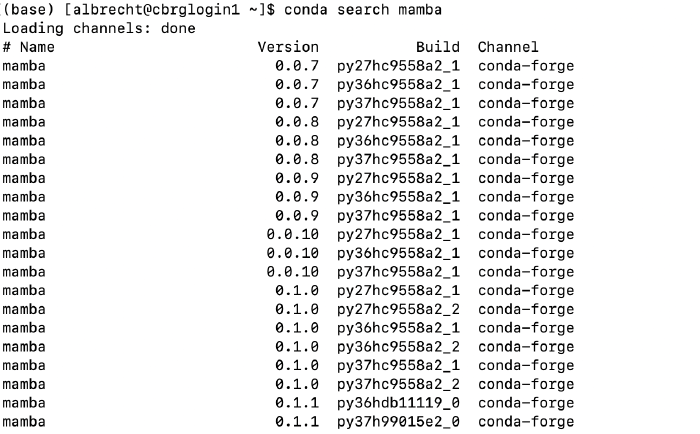 [(base) [albrecht@cbrglogin1 ~]$ conda search mamba
Loading channels: done
# Name Version Build Channel
mamba 0.0.7 py27hc9558a2_1 conda-forge
mamba 0.0.7 py36hc9558a2_1 conda-forge
mamba 0.0.7 py37hc9558a2_1 conda-forge
mamba 0.0.8 py27hc9558a2_1 conda-forge
mamba 0.0.8 py36hc9558a2_1 conda-forge
mamba 0.0.8 py37hc9558a2_1 conda-forge
mamba 0.0.9 py27hc9558a2_1 conda-forge
mamba 0.0.9 py36hc9558a2_1 conda-forge
mamba 0.0.9 py37hc9558a2_1 conda-forge
mamba 0.0.10 py27hc9558a2_1 conda-forge
mamba 0.0.10 py36hc9558a2_1 conda-forge
mamba 0.0.10 py37hc9558a2_1 conda-forge
mamba 0.1.0 py27hc9558a2_1 conda-forge
mamba 0.1.0 py27hc9558a2_2 conda-forge
mamba 0.1.0 py36hc9558a2_1 conda-forge
mamba 0.1.0 py36hc9558a2_2 conda-forge
mamba 0.1.0 py37hc9558a2_1 conda-forge
mamba 0.1.0 py37hc9558a2_2 conda-forge
mamba 0.1.1 py36hdb11119_0 conda-forge
mamba 0.1.1 py37h99015e2_0 conda-forge